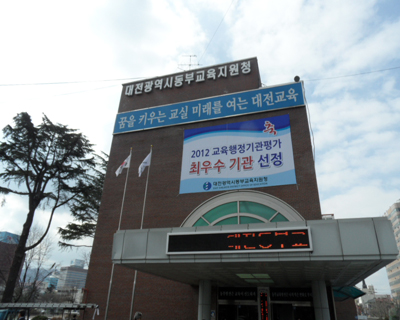 대전광역시동부교육지원청
꿈을 키우는 교실 미래를 여는 대전교육
2012 교육행정기관평가
최우수 기관 선정
대전광역시동부교육지원청